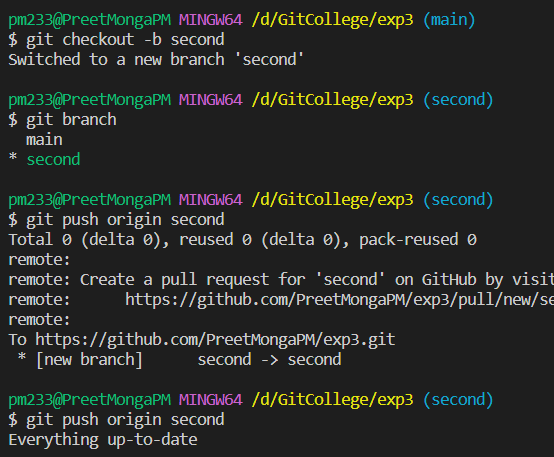 pm233@PreetMongaPM MINGW64 /d/GitCollege/exp3 (main)
$ git checkout -b second
Switched to a new branch 'second'
pm233@PreetMongaPM MINGW64 /d/GitCollege/exp3 (second)
$ git branch
  main
* second
pm233@PreetMongaPM MINGW64 /d/GitCollege/exp3 (second)
$ git push origin second
Total 0 (delta 0), reused 0 (delta 0), pack-reused 0
remote:
remote: Create a pull request for 'second' on GitHub by visit
remote:      https://github.com/PreetMongaPM/exp3/pull/new/se
remote:
To https://github.com/PreetMongaPM/exp3.git
 * [new branch]      second -> second
pm233@PreetMongaPM MINGW64 /d/GitCollege/exp3 (second)
$ git push origin second
Everything up-to-date